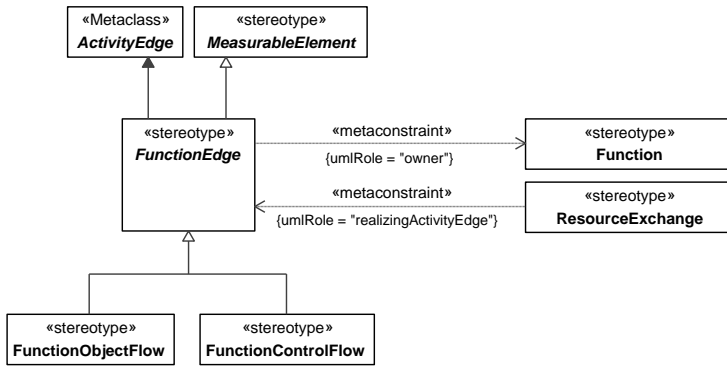 «Metaclass»
ActivityEdge
«stereotype»
MeasurableElement
«stereotype»
FunctionEdge
«metaconstraint»
{umlRole = "owner"}
«stereotype»
Function
«metaconstraint»
{umlRole = "realizingActivityEdge"}
«stereotype»
ResourceExchange
«stereotype»
FunctionObjectFlow
«stereotype»
FunctionControlFlow